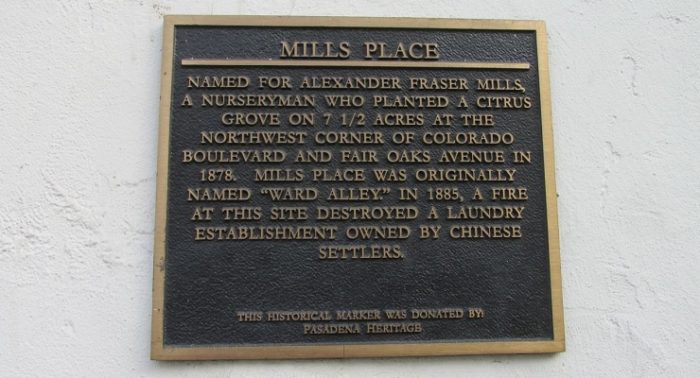 MILLS PLACE
NAMED FOR ALEXANDER FRASER MILLS,
A NURSERYMAN WHO PLANTED A CITRUS
GROVE ON 7 1/2 ACRES AT THE
NORTHWEST CORNER OF COLORADO
BOULEVARD AND FAIR OAKS AVENUE IN
1878. MILLS PLACE WAS ORIGINALLY
NAMED "WARD ALLEY." IN 1885, A FIRE
AT THIS SITE DESTROYED A LAUNDRY
ESTABLISHMENT OWNED BY CHINESE
SETTLERS.
THIS HISTORICAL MARKER WAS DONATED BY:
PASADENA HERITAGE